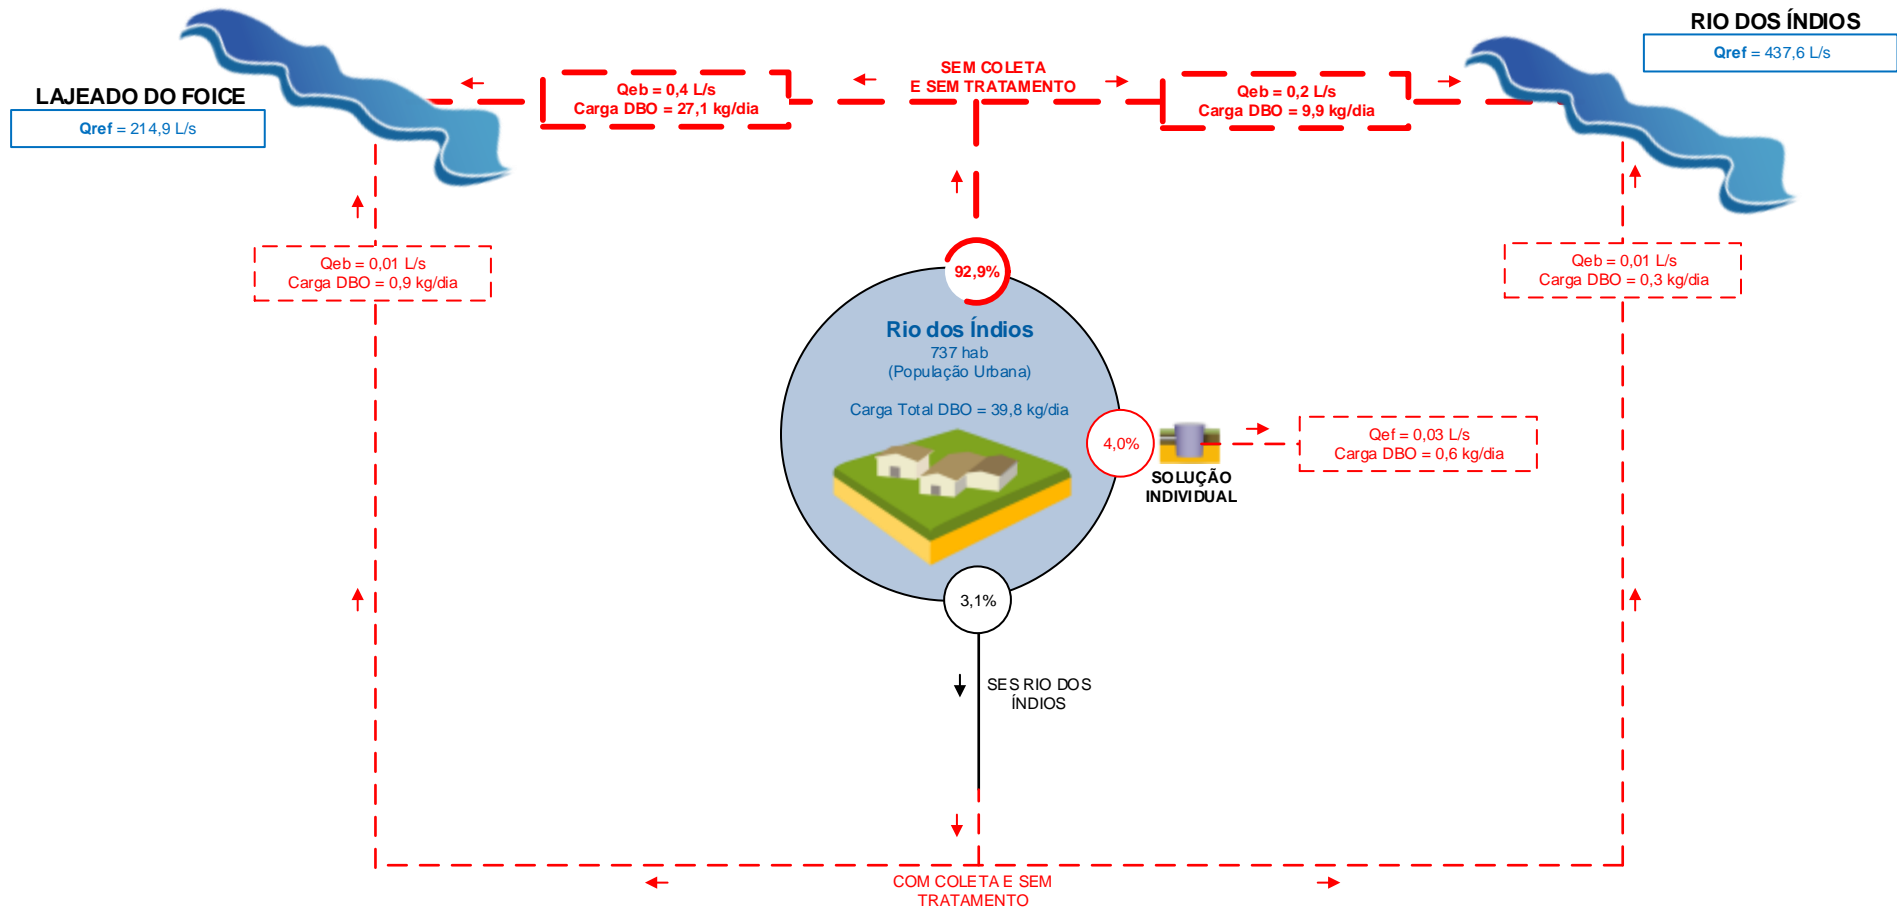 RIO DOS ÍNDIOS
Qref = 437,6 L/s
LAJEADO DO FOICE
Qref = 214,9 L/s
SEM COLETA
E SEM TRATAMENTO
Qeb = 0,4 L/s
Carga DBO = 27,1 kg/dia
Qeb = 0,2 L/s
Carga DBO = 9,9 kg/dia
Qeb = 0,01 L/s
Carga DBO = 0,9 kg/dia
Qeb = 0,01 L/s
Carga DBO = 0,3 kg/dia
92,9%
Rio dos Índios
737 hab
(População Urbana)
Carga Total DBO = 39,8 kg/dia
4,0%
SOLUÇÃO
INDIVIDUAL
Qef = 0,03 L/s
Carga DBO = 0,6 kg/dia
3,1%
SES RIO DOS
ÍNDIOS
COM COLETA E SEM
TRATAMENTO